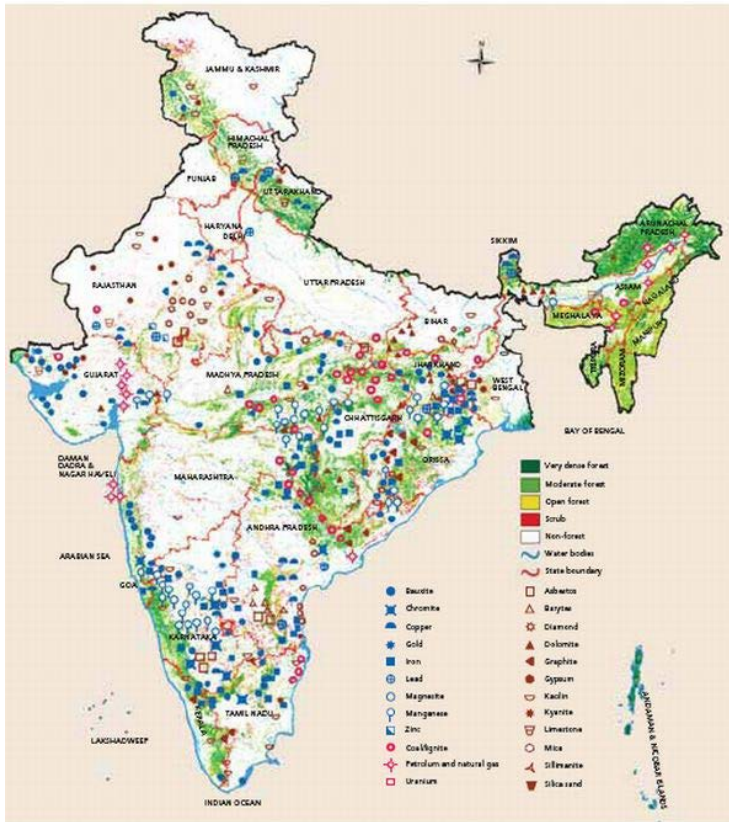 N
JAMMU & KASHMIR
HIMACHAL
PRADESH
PUNJAB
UTTARAKHAND
HARYANA
DELHI
ARUNACHAL
PRADESH
SIKKIM
RAJASTHAN
UTTAR PRADESH
ASSAM
NAGALAND
MEGHALAYA
MANIPUR
BIHAR
TRIPURA
MIZORAM
GUJARAT
MADHYA PRADESH
JHARKHAND
WEST
BENGAL
CHHATTISGARH
BAY OF BENGAL
DAMAN
DADRA &
NAGAR HAVELI
ORISSA
MAHARASHTRA
ANDHRA PRADESH
ARABIAN SEA
GOA
KARNATAKA
TAMIL NADU
KERALA
LAKSHADWEEP
INDIAN OCEAN
ANDAMAN & NICOBAR ISLANDS
Very dense forest
Moderate forest
Open forest
Scrub
Non-forest
Water bodies
State boundary
Bauxite
Chromite
Copper
Gold
Iron
Lead
Magnesite
Manganese
Zinc
Coal/lignite
Petrolum and natural gas
Uranium
Asbestos
Barytes
Diamond
Dolomite
Graphite
Gypsum
Kaolin
Kyanite
Limestone
Mica
Sillimanite
Silica sand